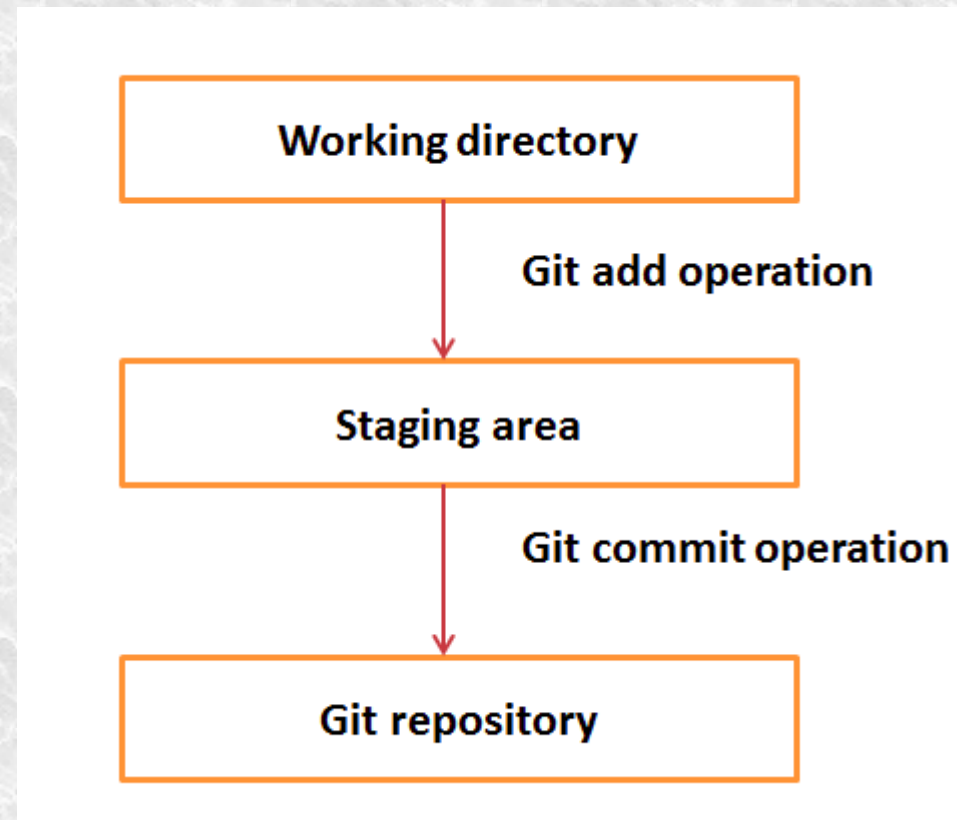 Working directory
Git add operation
Staging area
Git commit operation
Git repository